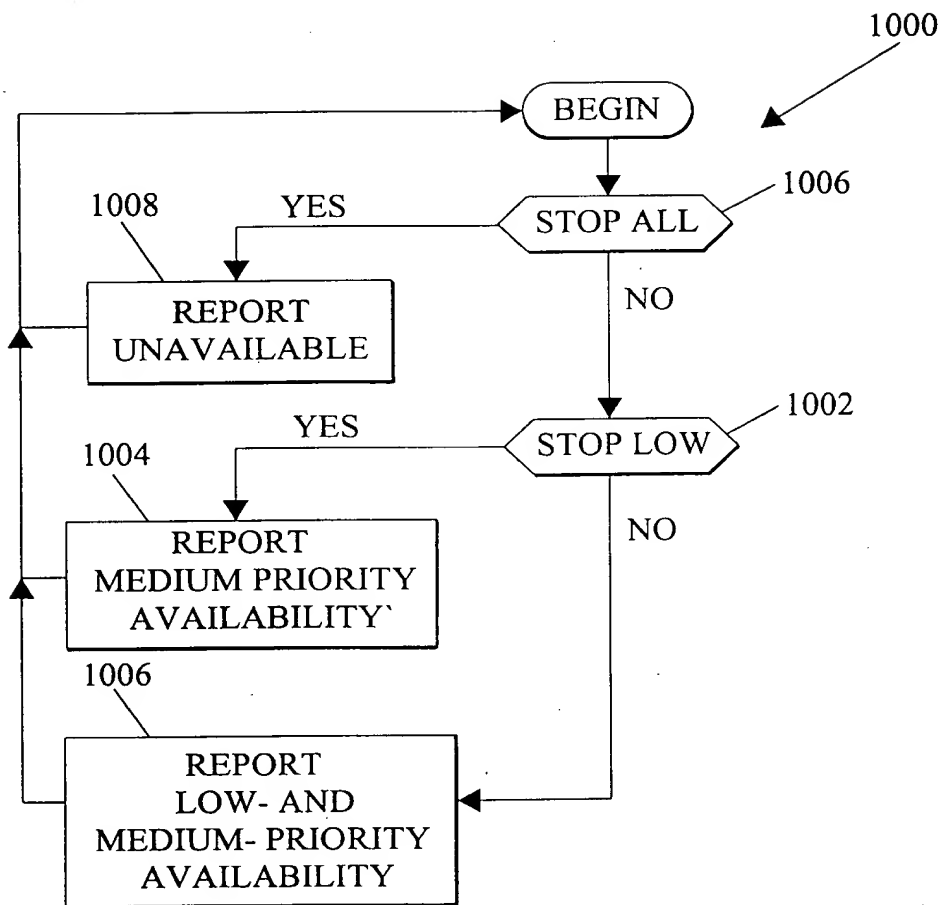 1000
BEGIN
1006
STOP ALL
YES
1008
NO
REPORT
UNAVAILABLE
1002
STOP LOW
YES
1004
NO
REPORT
MEDIUM PRIORITY
AVAILABILITY`
1006
REPORT
LOW- AND
MEDIUM- PRIORITY
AVAILABILITY